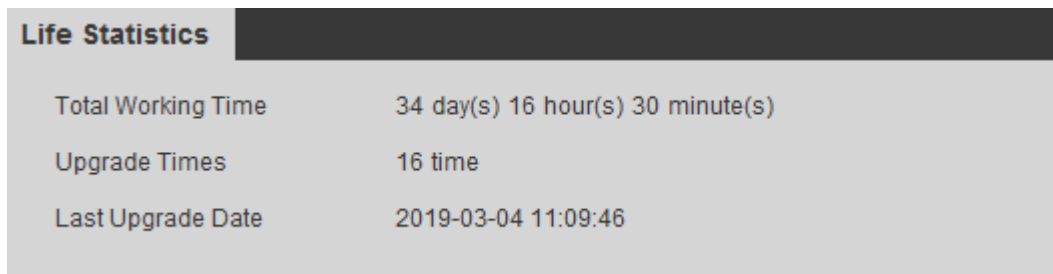 Life Statistics
Total Working Time 34 day(s) 16 hour(s) 30 minute(s)
Upgrade Times 16 time
Last Upgrade Date 2019-03-04 11:09:46